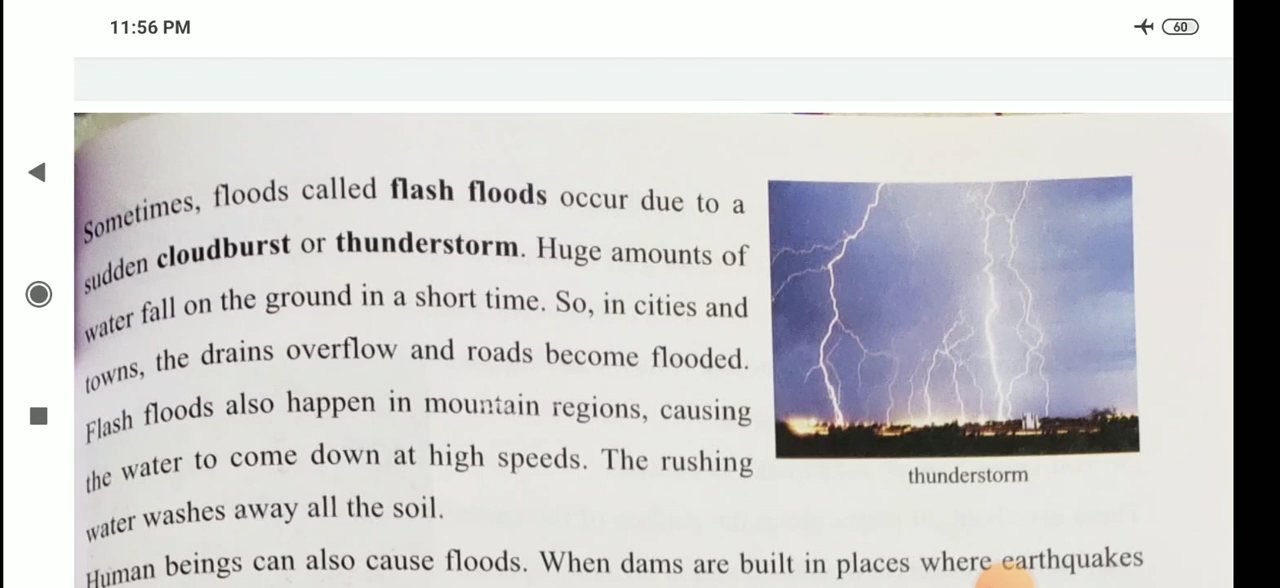 11:56 PM
60
Sometimes, floods called flash floods occur due to a
sudden cloudburst or thunderstorm. Huge amounts of
water fall on the ground in a short time. So, in cities and
towns, the drains overflow and roads become flooded.
Flash floods also happen in mountain regions, causing
the water to come down at high speeds. The rushing
water washes away all the soil.
thunderstorm
Human beings can also cause floods. When dams are built in places where earthquakes